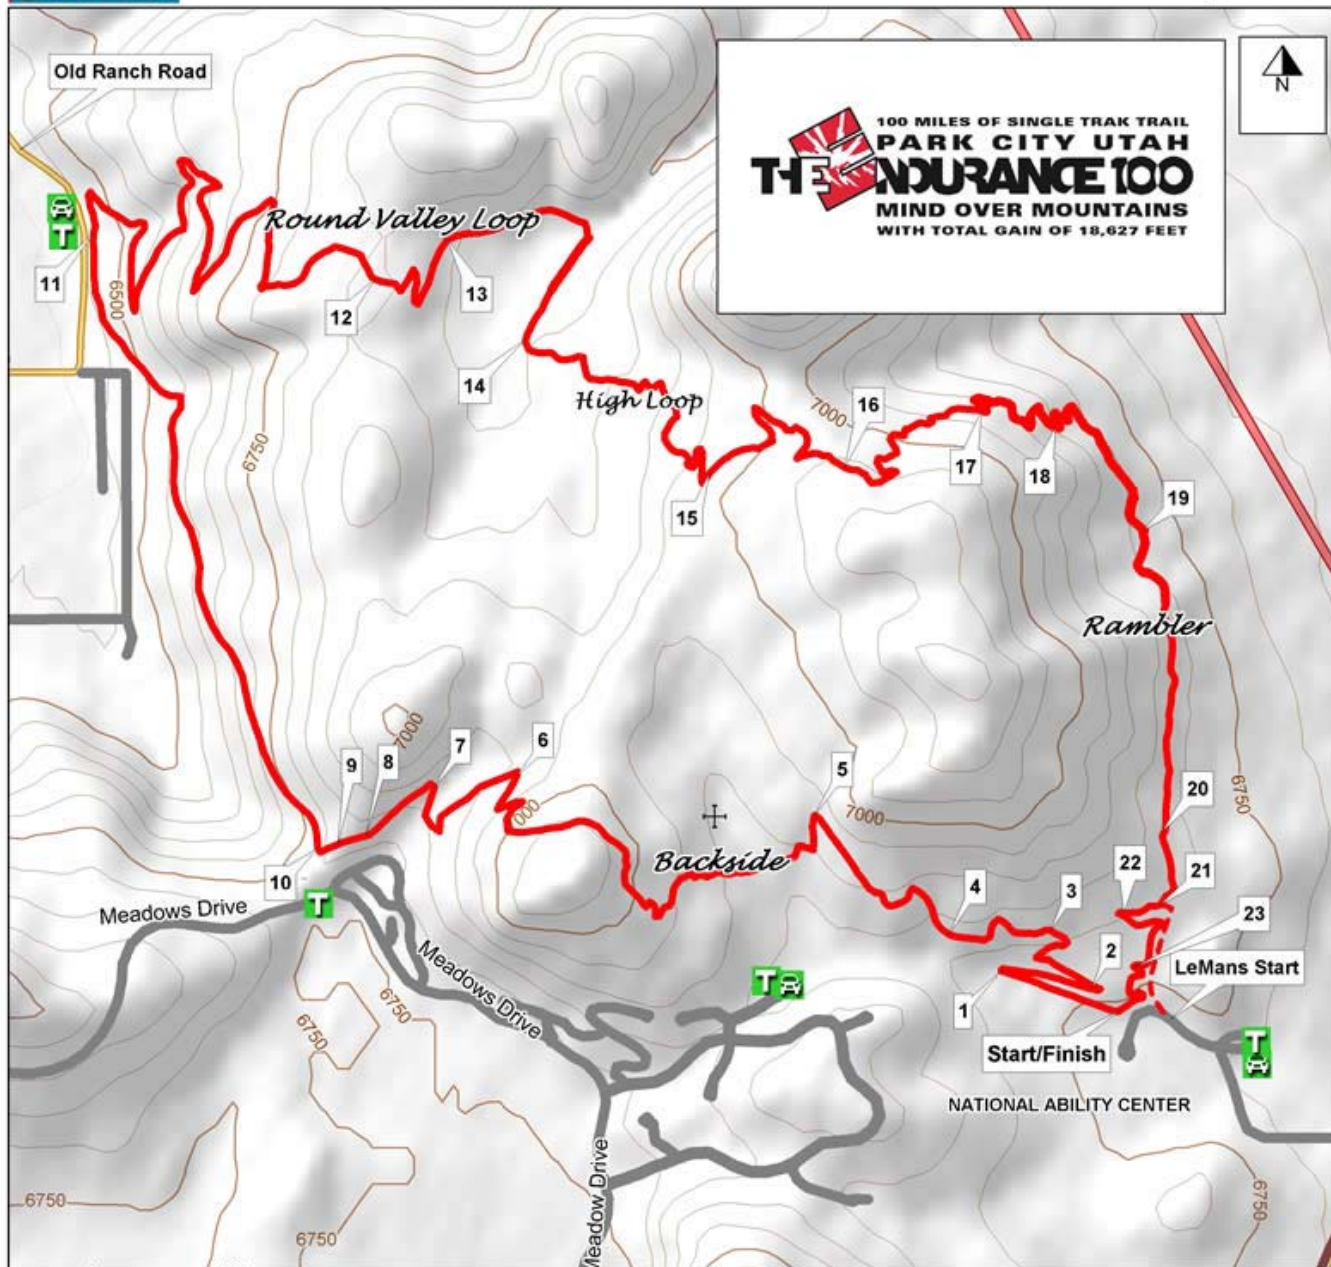 Old Ranch Road
100 MILES OF SINGLE TRAK TRAIL
PARK CITY UTAH
THE ENDURANCE 100
MIND OVER MOUNTAINS
WITH TOTAL GAIN OF 18,627 FEET
N
T
Round Valley Loop
11
6500
12
13
14
High Loop
7000
16
6750
15
17
18
19
Rambler
7000
9
8
7
6
5
000
7000
6750
20
Backside
10
T
22
21
4
3
23
Meadows Drive
2
LeMans Start
Meadows Drive
T
1
6750
6750
Start/Finish
T
NATIONAL ABILITY CENTER
Meadow Drive
6750
6750
6750